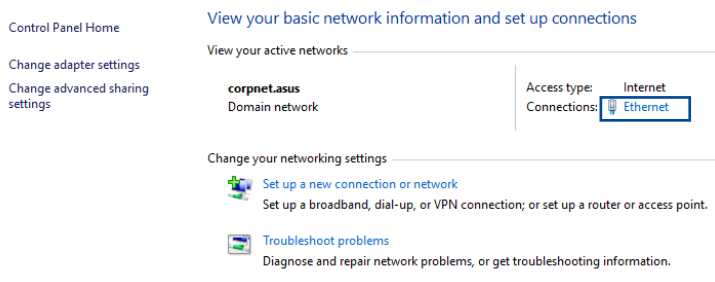 Control Panel Home
Change adapter settings
Change advanced sharing
settings
View your basic network information and set up connections
View your active networks
corpnet.asus
Domain network
Access type: Internet
Connections: Ethernet
Change your networking settings
Set up a new connection or network
Set up a broadband, dial-up, or VPN connection; or set up a router or access point.
Troubleshoot problems
Diagnose and repair network problems, or get troubleshooting information.